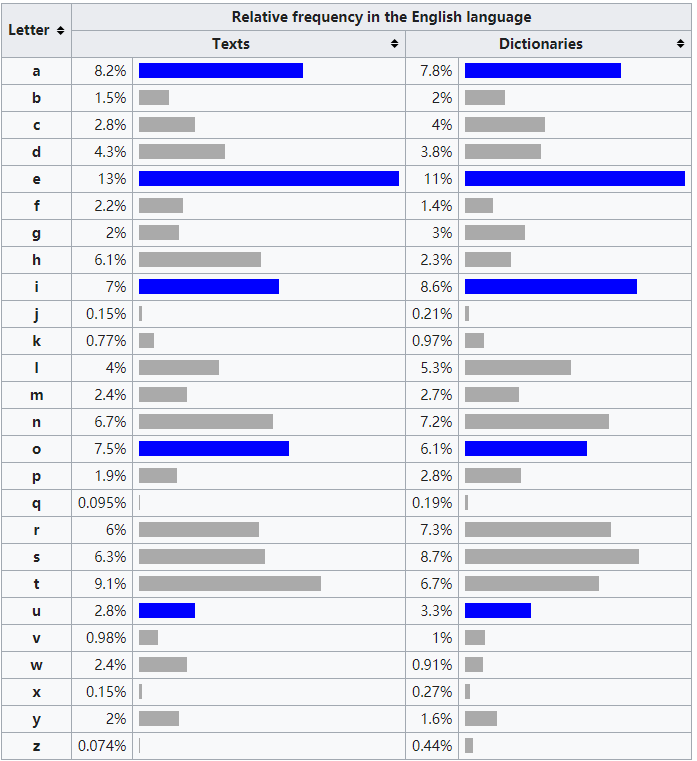 Letter Relative frequency in the English language
Texts Dictionaries
a 8.2% 7.8%
b 1.5% 2%
c 2.8% 4%
d 4.3% 3.8%
e 13% 11%
f 2.2% 1.4%
g 2% 3%
h 6.1% 2.3%
i 7% 8.6%
j 0.15% 0.21%
k 0.77% 0.97%
l 4% 5.3%
m 2.4% 2.7%
n 6.7% 7.2%
o 7.5% 6.1%
p 1.9% 2.8%
q 0.095% 0.19%
r 6% 7.3%
s 6.3% 8.7%
t 9.1% 6.7%
u 2.8% 3.3%
v 0.98% 1%
w 2.4% 0.91%
x 0.15% 0.27%
y 2% 1.6%
z 0.074% 0.44%